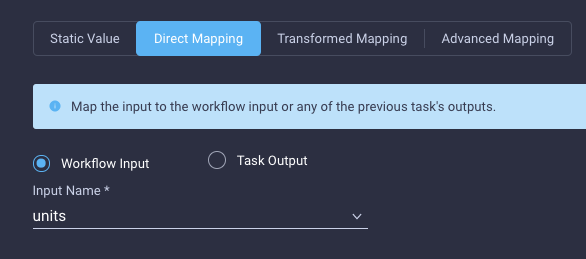 Static Value Direct Mapping Transformed Mapping Advanced Mapping
Map the input to the workflow input or any of the previous task's outputs.
Workflow Input Task Output
Input Name *
units